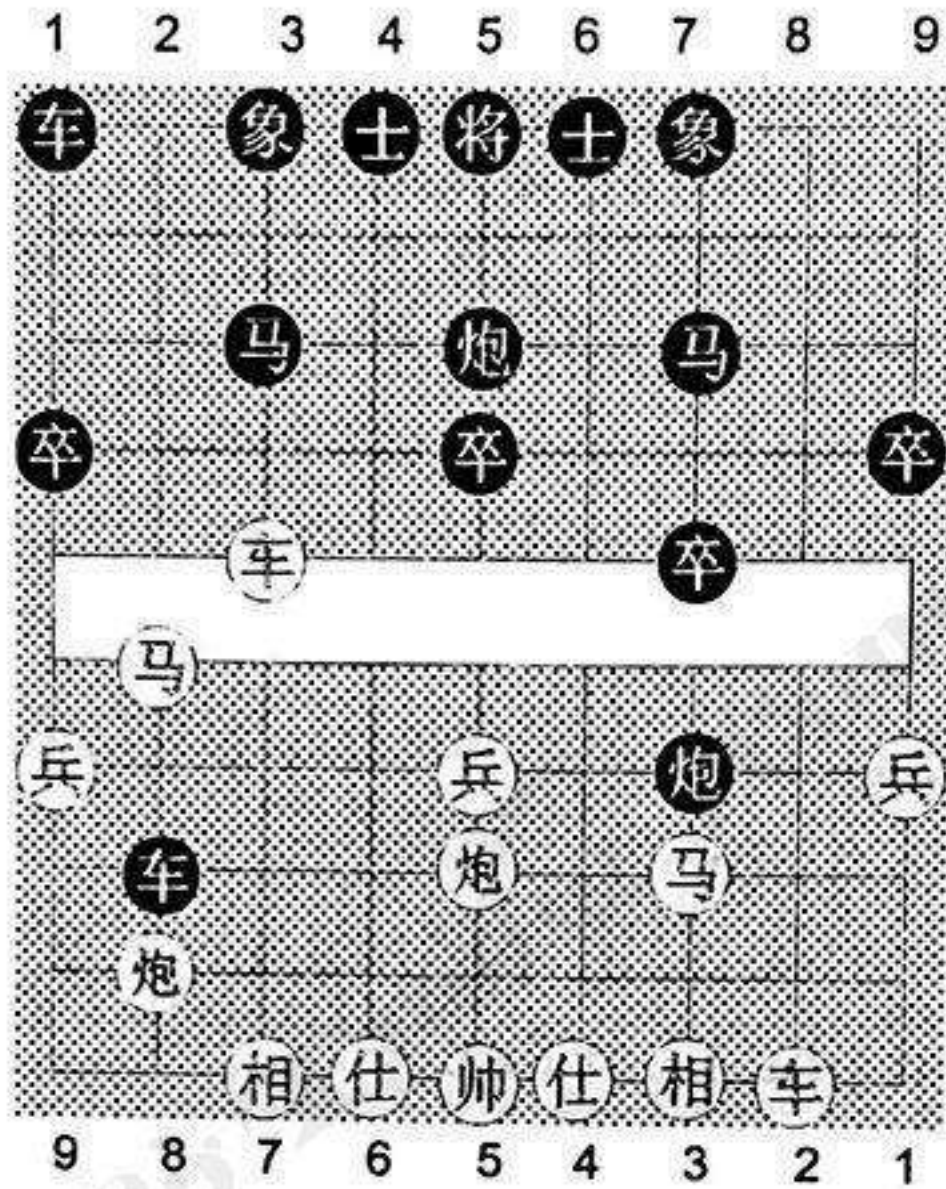 1 2 3 4 5 6 7 8 9
车 象 士 将 士 象
马 炮 马
卒 卒 卒
车 卒
马
兵 兵 炮 兵
车 炮 马
炮
相 仕 帅 仕 相 车
9 8 7 6 5 4 3 2 1